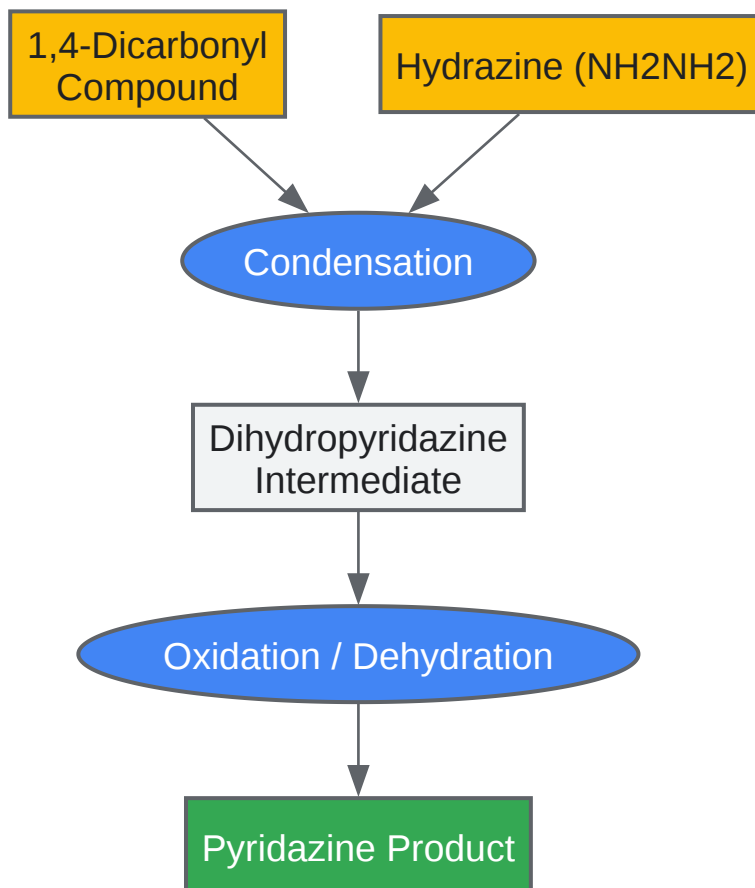 1,4-Dicarbonyl
Compound
Hydrazine (NH2NH2)
Condensation
Dihydropyridazine
Intermediate
Oxidation / Dehydration
Pyridazine Product